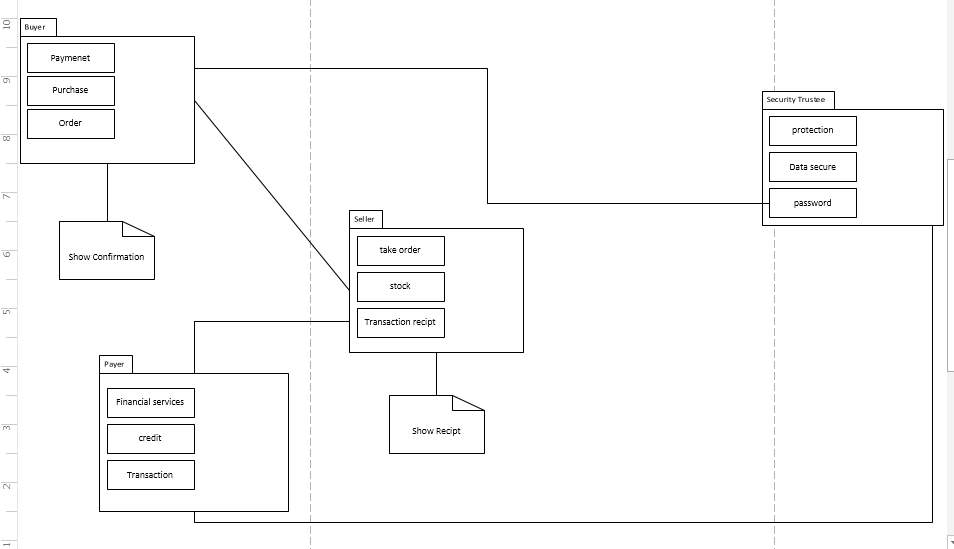 Buyer
Paymenet
Purchase
Order
Show Confirmation
Security Trustee
protection
Data secure
password
Seller
take order
stock
Transaction recipt
Show Recipt
Payer
Financial services
credit
Transaction
10
9
8
7
6
5
4
3
2
1